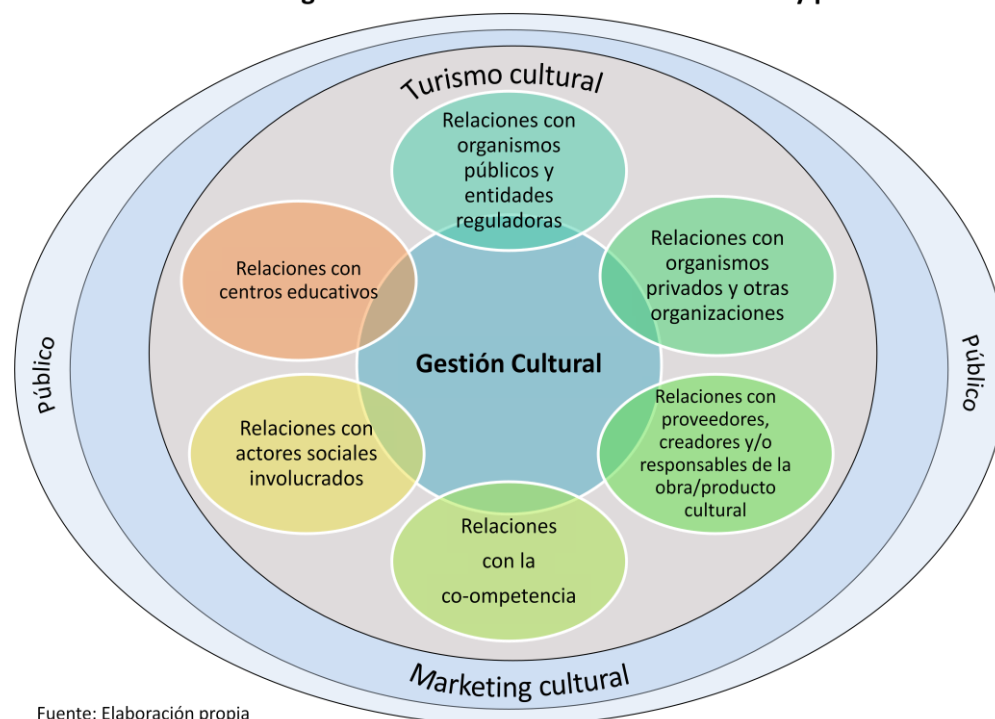 Turismo cultural
Relaciones con
organismos
públicos y
entidades
reguladoras
Relaciones con
centros educativos
Relaciones con
organismos
privados y otras
organizaciones
Gestión Cultural
Público
Público
Relaciones con
actores sociales
involucrados
Relaciones con
proveedores,
creadores y/o
responsables de la
obra/producto
cultural
Relaciones
con la
co-ompetencia
Marketing cultural
Fuente: Elaboración propia